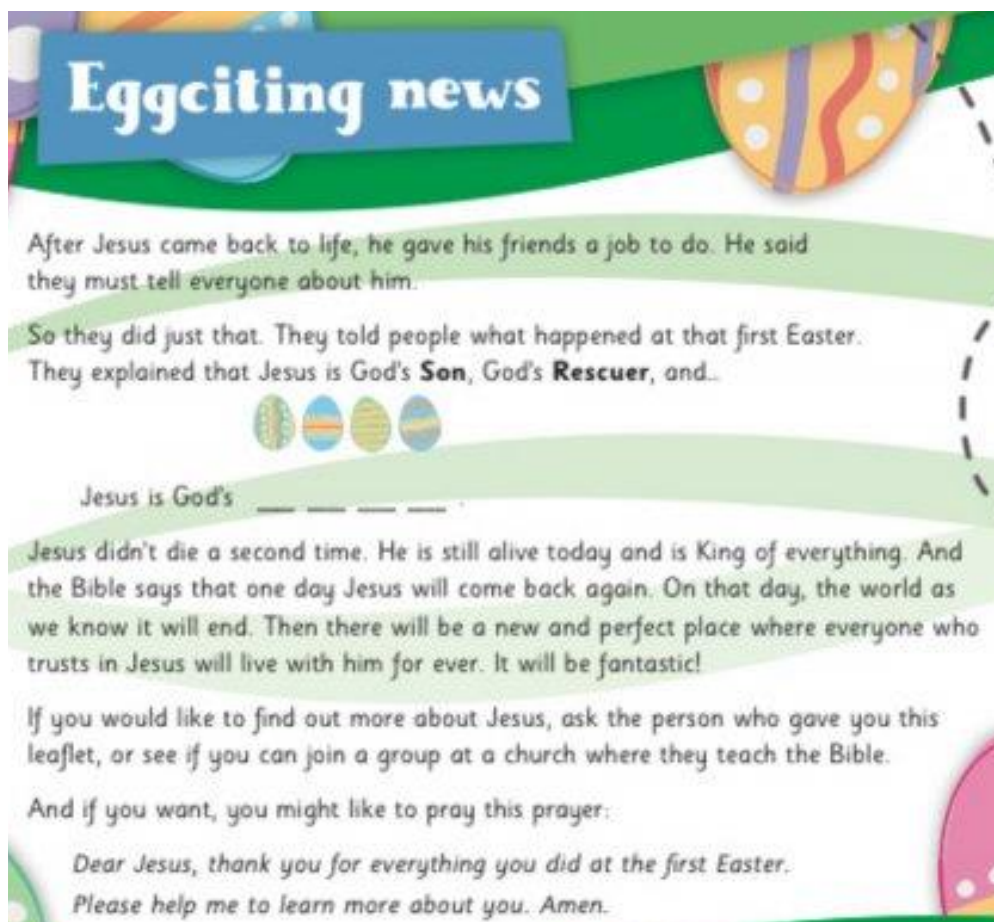 Eggciting news
After Jesus came back to life, he gave his friends a job to do. He said
they must tell everyone about him.
So they did just that. They told people what happened at that first Easter.
They explained that Jesus is God's Son, God's Rescuer, and...
Jesus is God's __ __ __ __ .
Jesus didn't die a second time. He is still alive today and is King of everything. And
the Bible says that one day Jesus will come back again. On that day, the world as
we know it will end. Then there will be a new and perfect place where everyone who
trusts in Jesus will live with him for ever. It will be fantastic!
If you would like to find out more about Jesus, ask the person who gave you this
leaflet, or see if you can join a group at a church where they teach the Bible.
And if you want, you might like to pray this prayer:
Dear Jesus, thank you for everything you did at the first Easter.
Please help me to learn more about you. Amen.